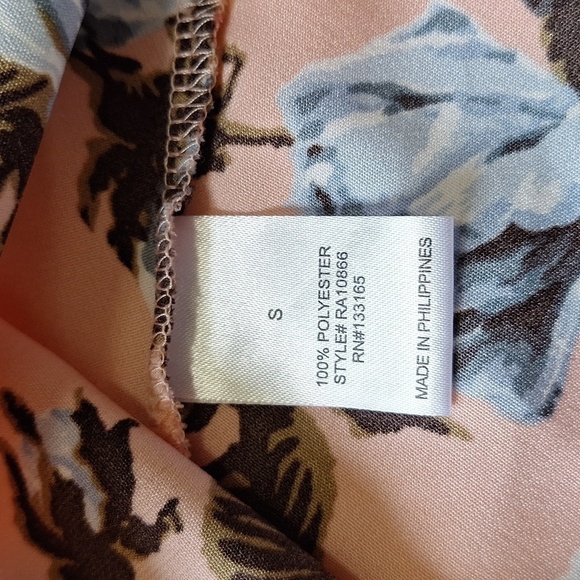 S
100% POLYESTER
STYLE# RA10866
RN#133165
MADE IN PHILIPPINES